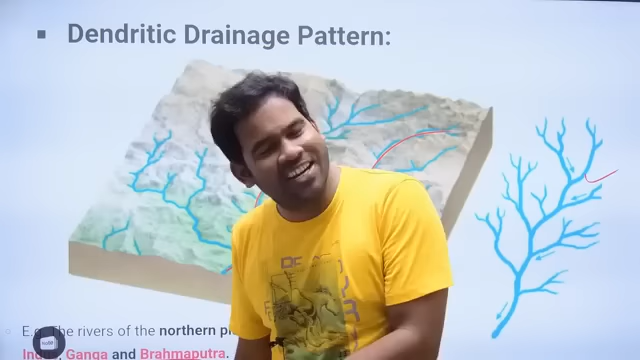 ▪ Dendritic Drainage Pattern:
E.g. The rivers of the northern
Ganga and Brahmaputra.